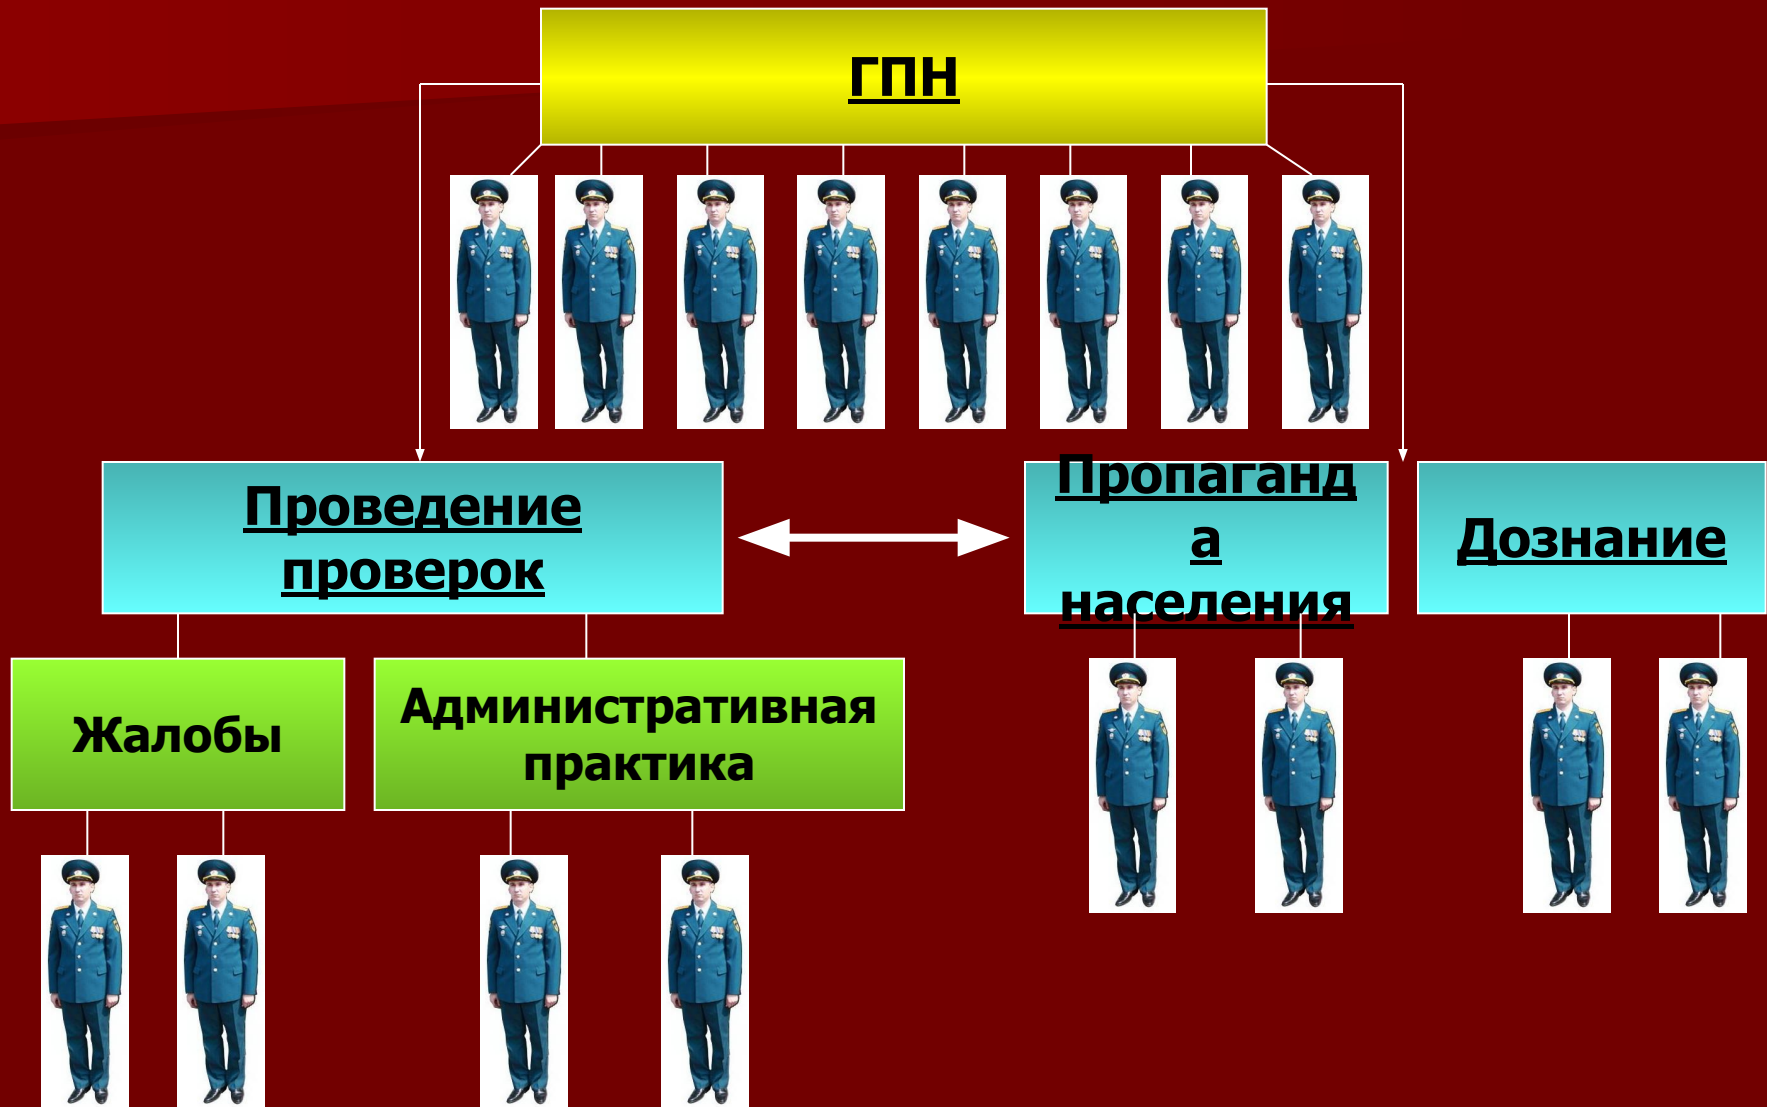 ГПН
Проведение
проверок
Пропаганд
а
населения
Дознание
Жалобы
Административная
практика